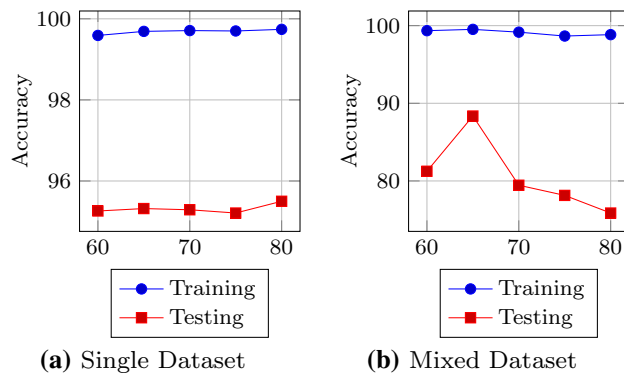 100
98
96
Accuracy
60
70
80
Training
Testing
(a) Single Dataset
100
90
80
Accuracy
60
70
80
Training
Testing
(b) Mixed Dataset